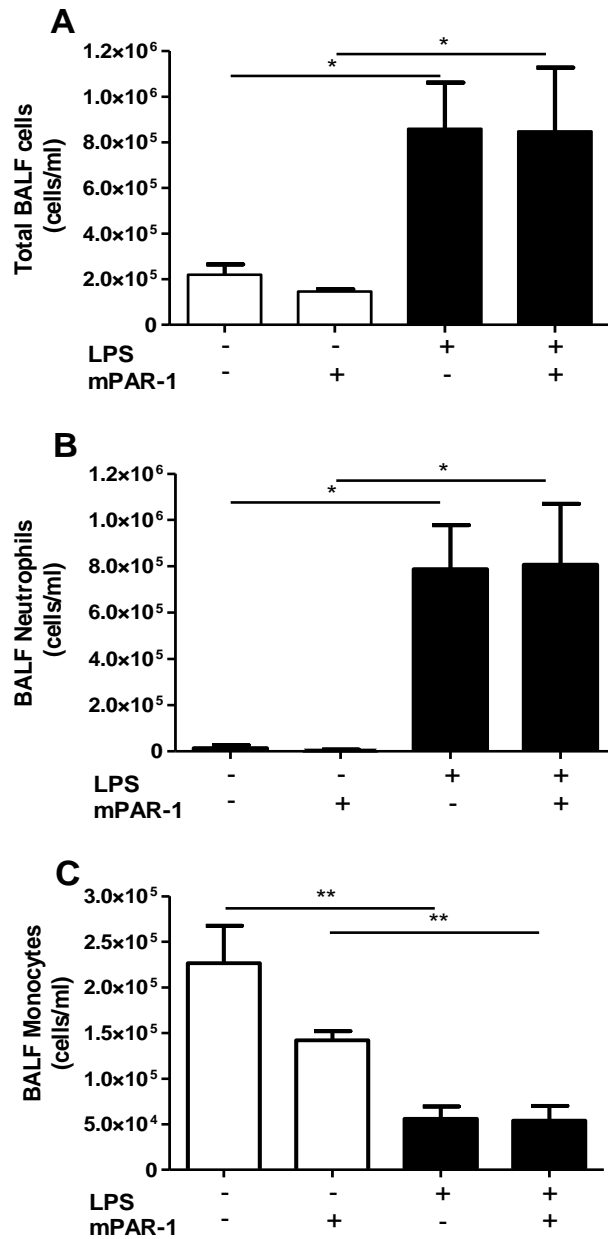 A
Total BALF cells
(cells/ml)
1.2×10⁶
1.0×10⁶
8.0×10⁵
6.0×10⁵
4.0×10⁵
2.0×10⁵
0
*
*
LPS - - + +
mPAR-1 - + - +
B
BALF Neutrophils
(cells/ml)
1.2×10⁶
1.0×10⁶
8.0×10⁵
6.0×10⁵
4.0×10⁵
2.0×10⁵
0
*
*
LPS - - + +
mPAR-1 - + - +
C
BALF Monocytes
(cells/ml)
3.0×10⁵
2.5×10⁵
2.0×10⁵
1.5×10⁵
1.0×10⁵
5.0×10⁴
0
**
**
LPS - - + +
mPAR-1 - + - +